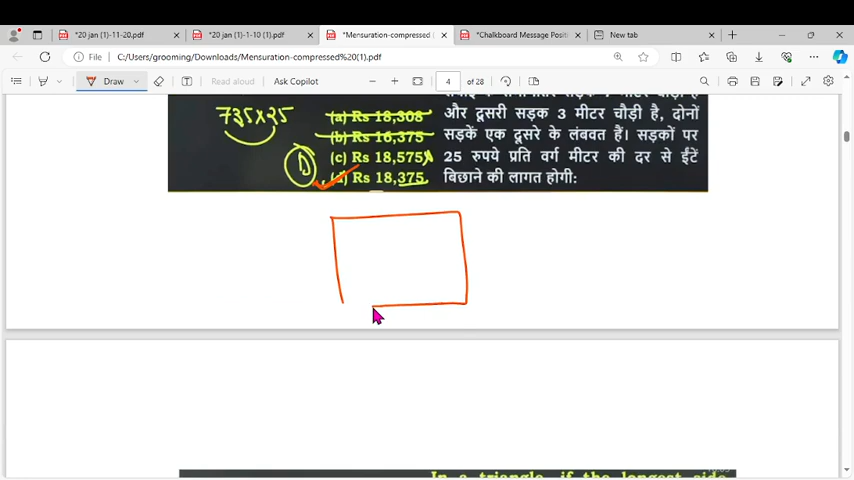 *20 jan (1)-11-20.pdf
*20 jan (1)-1-10 (1).pdf
*Mensuration-compressed
*Chalkboard Message Positi
New tab
File
C:/Users/grooming/Downloads/Mensuration-compressed%20(1).pdf
Draw
Read aloud
Ask Copilot
4
of 28
735x25
(a) Rs 18,308
(b) Rs 16,375
(c) Rs 18,575
(d) Rs 18,375
D
और दूसरी सड़क 3 मीटर चौड़ी है, दोनों
सड़कें एक दूसरे के लंबवत हैं। सड़कों पर
25 रुपये प्रति वर्ग मीटर की दर से ईंटें
बिछाने की लागत होगी:
In a triangle, if the longest side